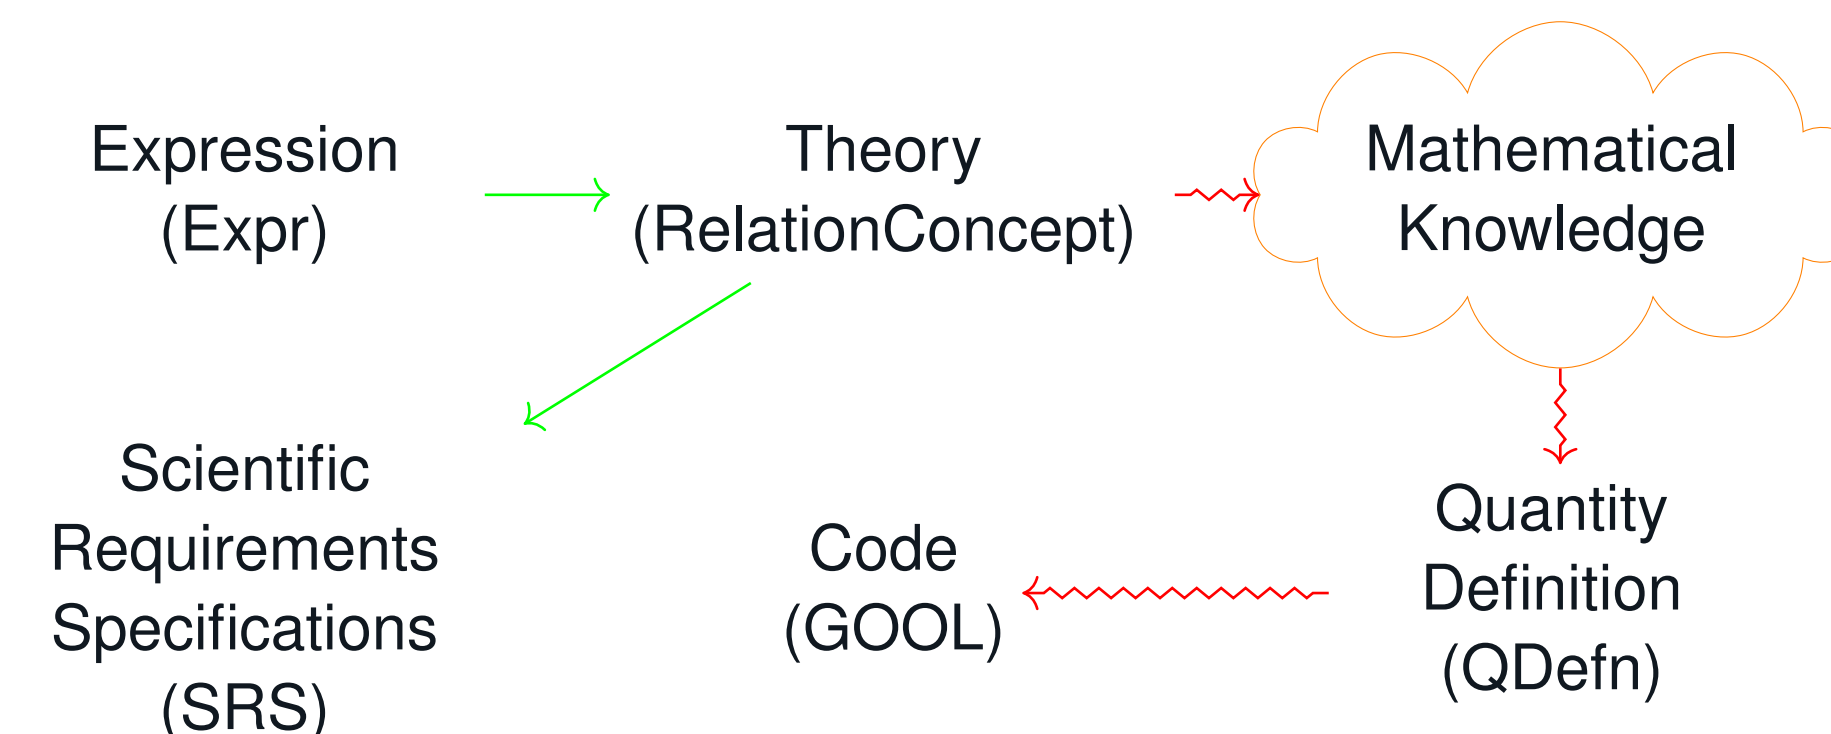 Expression
(Expr)
Theory
(RelationConcept)
Mathematical
Knowledge
Scientific
Requirements
Specifications
(SRS)
Code
(GOOL)
Quantity
Definition
(QDefn)